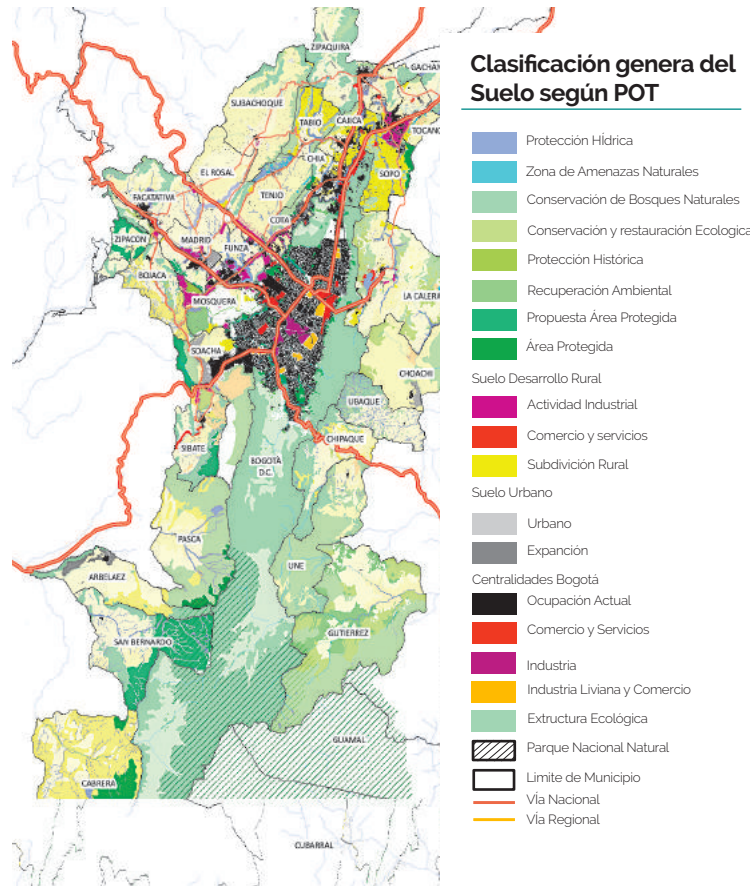 ZIPAQUIRA
GACHAN
SUBACHOQUE
TABIO
CAJICA
TOCANC
CHIA
SOPO
EL ROSAL
TENJO
FACATATIVA
COTA
ZIPACON
MADRID
FUNZA
BOJACA
MOSQUERA
LA CALERA
SOACHA
CHOACHI
UBAQUE
SIBATE
BOGOTÀ
D.C.
CHIPAQUE
PASCA
UNE
ARBELAEZ
SAN BERNARDO
GUTIERREZ
GUAMAL
CABRERA
CUBARRAL
Clasificación genera del
Suelo según POT
Protección HÍdrica
Zona de Amenazas Naturales
Conservación de Bosques Naturales
Conservación y restauración Ecologica
Protección Histórica
Recuperación Ambiental
Propuesta Área Protegida
Área Protegida
Suelo Desarrollo Rural
Actividad Industrial
Comercio y servicios
Subdivisión Rural
Suelo Urbano
Urbano
Expanción
Centralidades Bogotá
Ocupación Actual
Comercio y Servicios
Industria
Industria Liviana y Comercio
Extructura Ecológica
Parque Nacional Natural
Limite de Municipio
VÍa Nacional
VÍa Regional